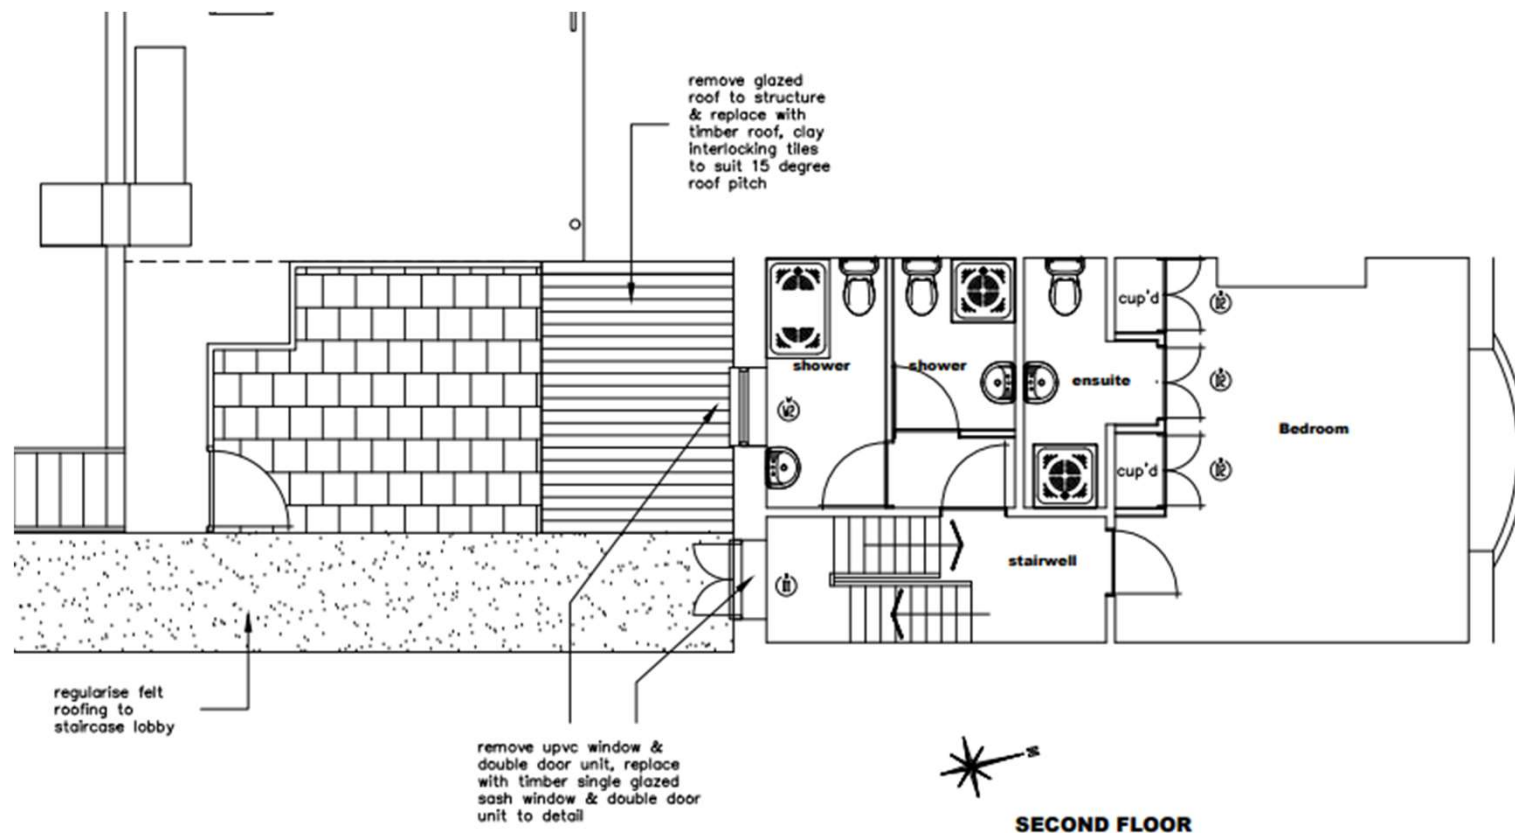 remove glazed
roof to structure
& replace with
timber roof, clay
interlocking tiles
to suit 15 degree
roof pitch
cup'd
shower
shower
ensuite
W2
Bedroom
cup'd
stairwell
regularise felt
roofing to
staircase lobby
remove upvc window &
double door unit, replace
with timber single glazed
sash window & double door
unit to detail
SECOND FLOOR